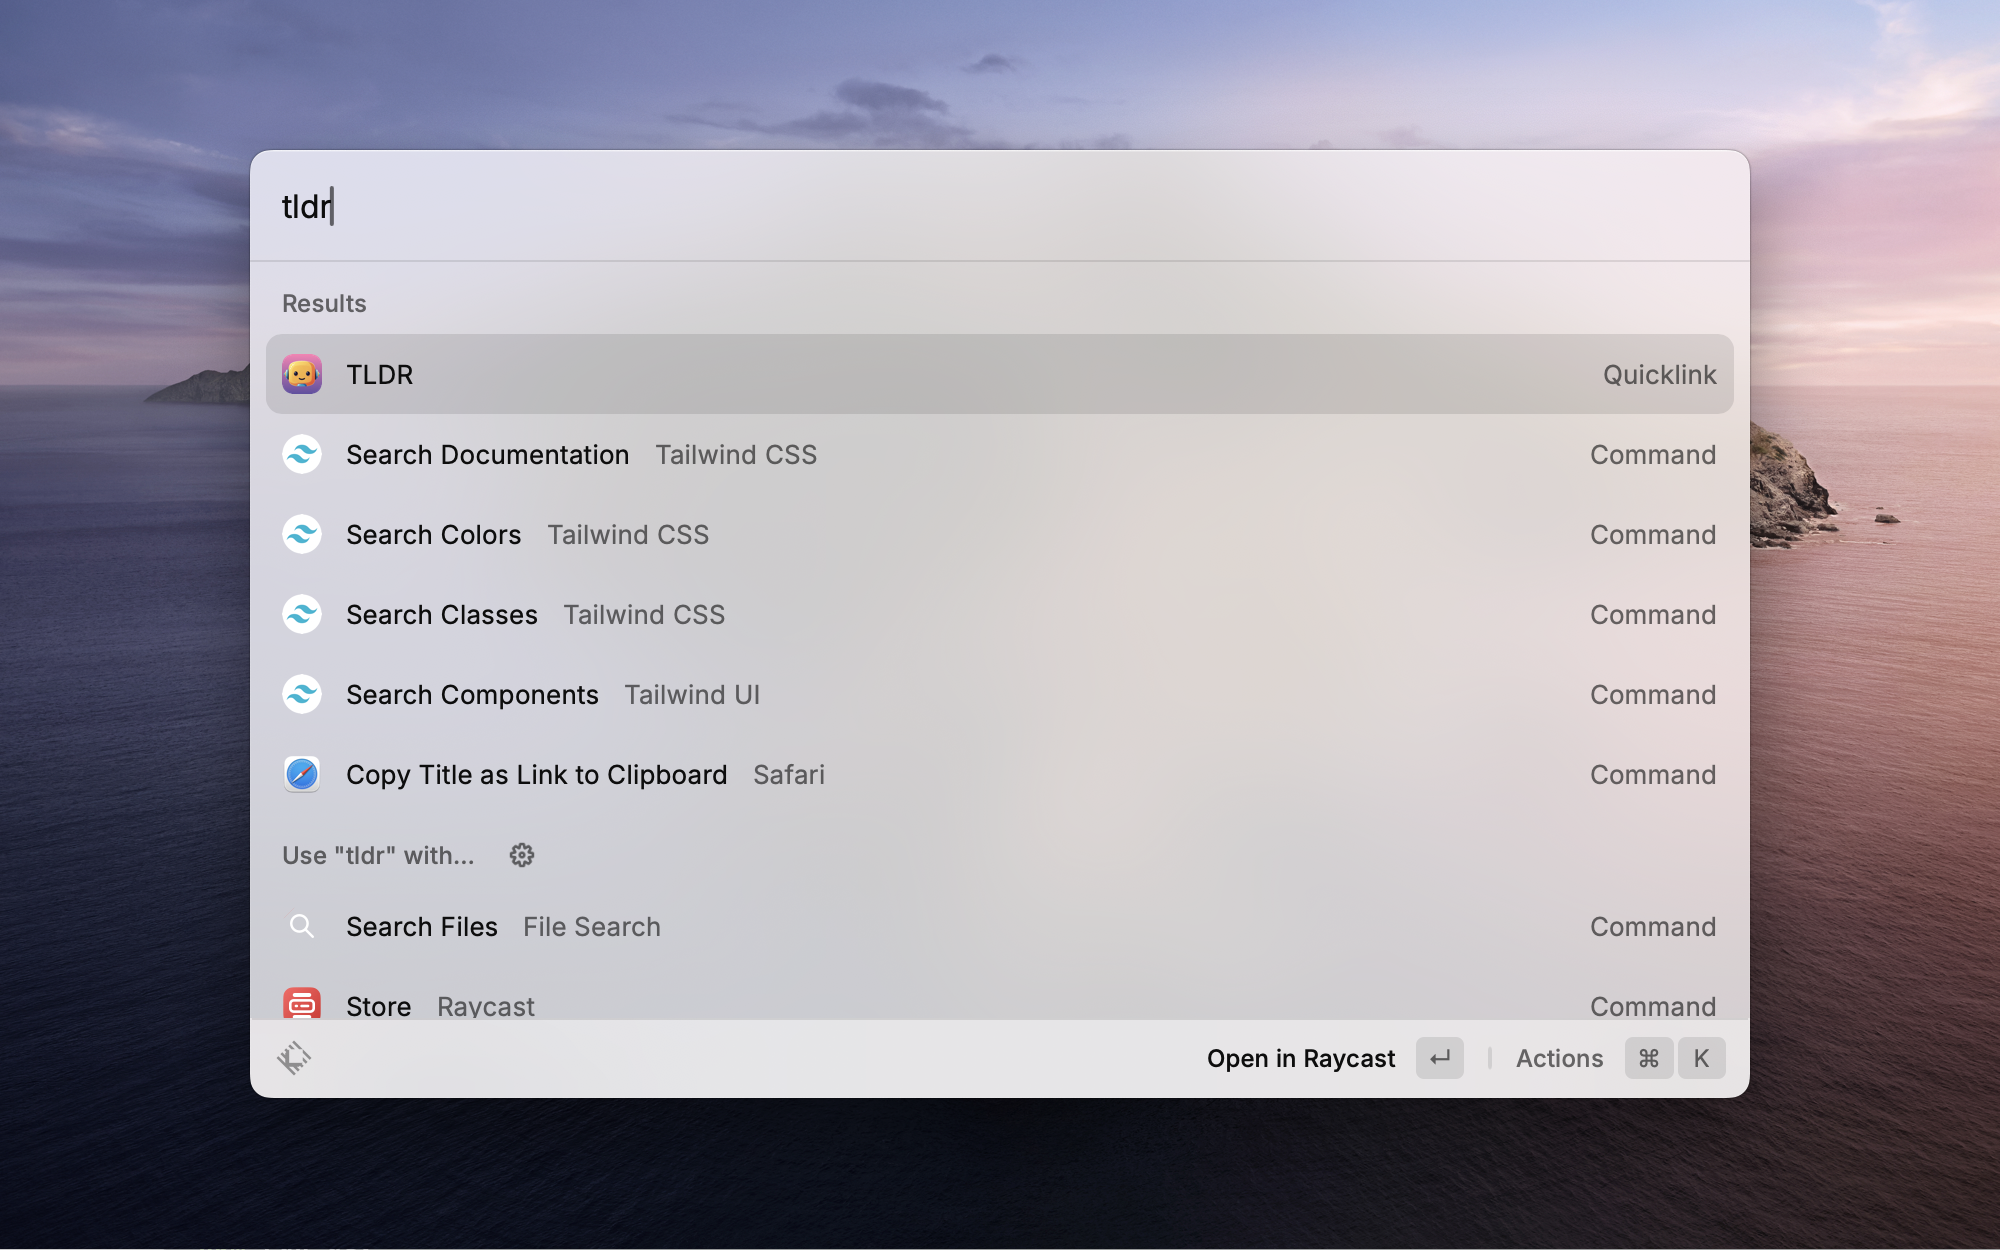 tldr
Results
TLDR Quicklink
Search Documentation Tailwind CSS Command
Search Colors Tailwind CSS Command
Search Classes Tailwind CSS Command
Search Components Tailwind UI Command
Copy Title as Link to Clipboard Safari Command
Use "tldr" with...
Search Files File Search Command
Store Raycast Command
Open in Raycast ↵ Actions ⌘ K